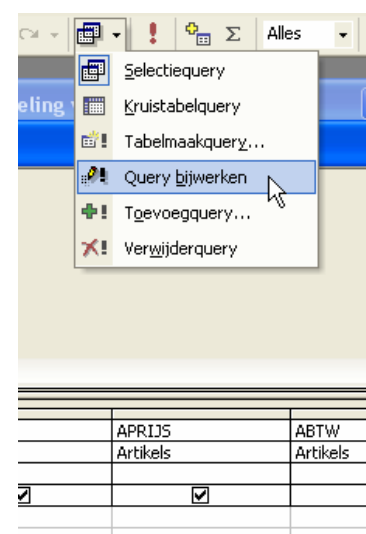 Alles
Selectiequery
eling
Kruistabelquery
Tabelmaakquery...
Query bijwerken
Toevoegquery...
Verwijderquery
APRIJS ABTW
Artikels Artikels